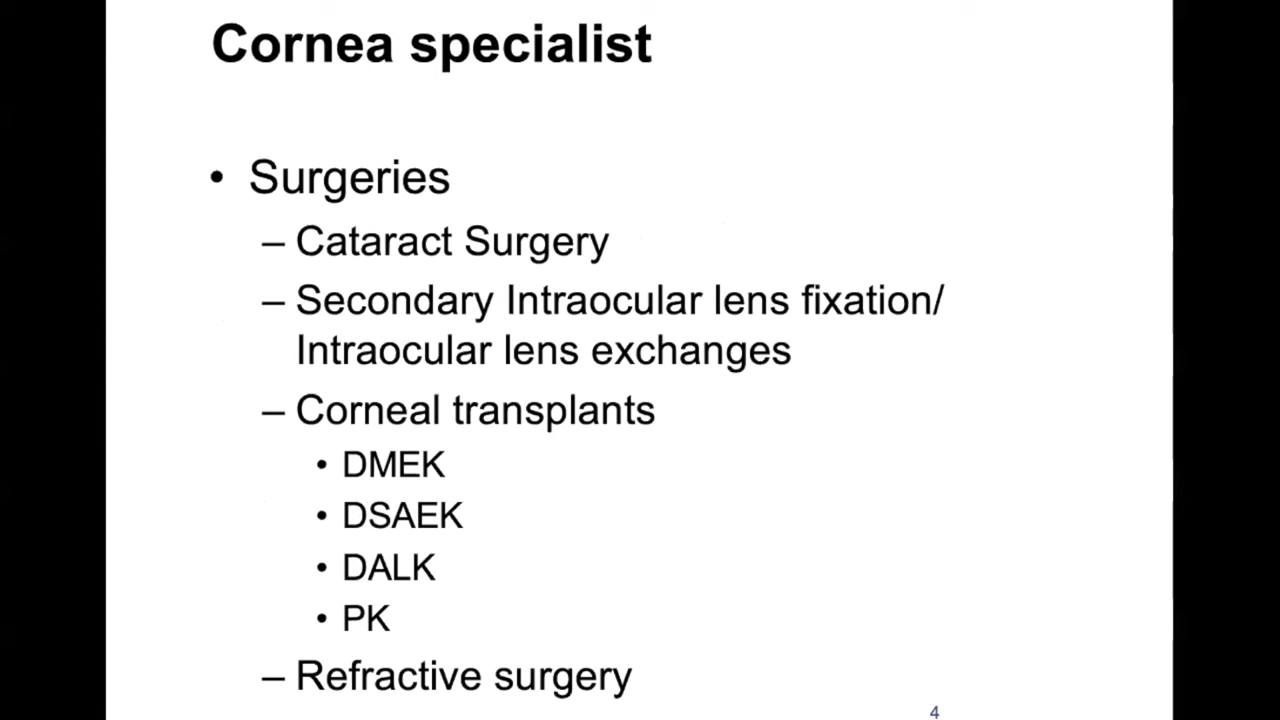 Cornea specialist
• Surgeries
– Cataract Surgery
– Secondary Intraocular lens fixation/
Intraocular lens exchanges
– Corneal transplants
• DMEK
• DSAEK
• DALK
• PK
– Refractive surgery
4